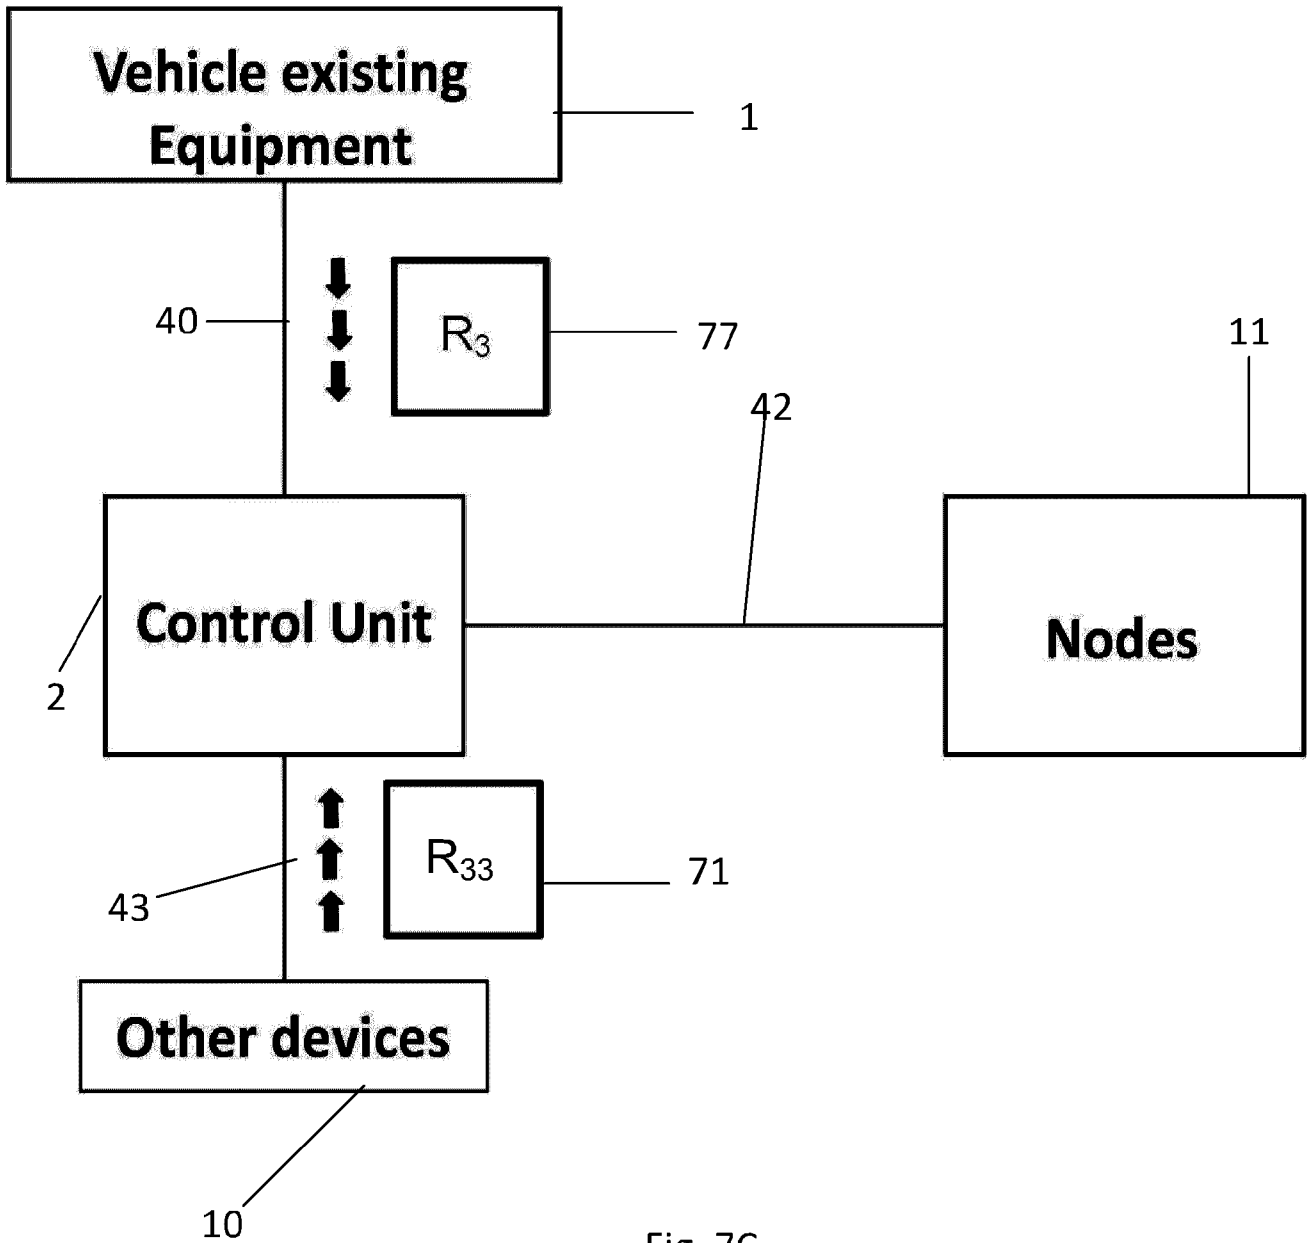 Vehicle existing
Equipment
1
40
R3
77
11
42
Control Unit
Nodes
2
R33
71
43
Other devices
10